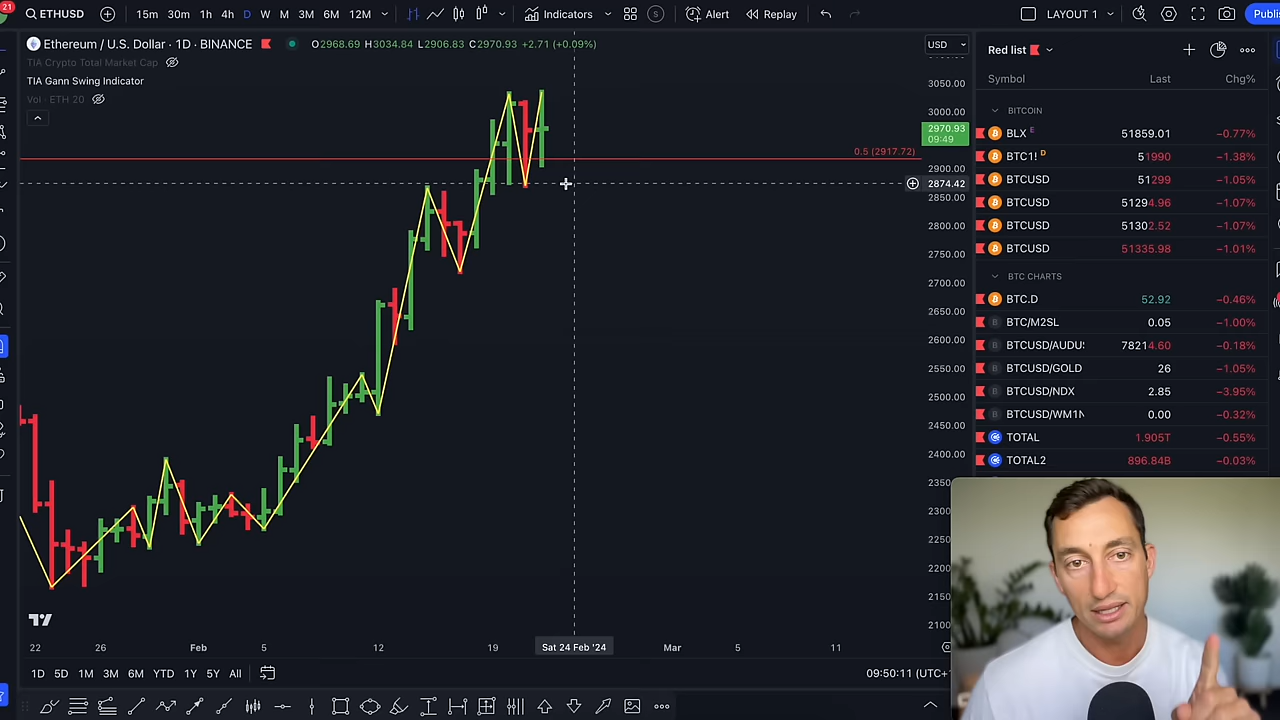 21
ETHUSD 15m 30m 1h 4h D W M 3M 6M 12M Indicators S Alert Replay LAYOUT 1
Ethereum / U.S. Dollar · 1D · BINANCE O2968.69 H3034.84 L2906.83 C2970.93 +2.71 (+0.09%)
TIA Crypto Total Market Cap
TIA Gann Swing Indicator
Vol · ETH 20
USD
3050.00
3000.00
2970.93
09:49
0.5 (2917.72)
2900.00
2874.42
2850.00
2800.00
2750.00
2700.00
2650.00
2600.00
2550.00
2500.00
2450.00
2400.00
22 26 Feb 5 12 19 Sat 24 Feb '24 Mar 5 11
1D 5D 1M 3M 6M YTD 1Y 5Y All
09:50:11 (UTC+
Red list
Symbol Last Chg%
BITCOIN
BLX E 51859.01 −0.77%
BTC1! D 51990 −1.38%
BTCUSD 51299 −1.05%
BTCUSD 51294.96 −1.07%
BTCUSD 51302.52 −1.07%
BTCUSD 51335.98 −1.01%
BTC CHARTS
BTC.D 52.92 −0.46%
BTC/M2SL 0.05 −1.00%
BTCUSD/AUDU 78214.60 −0.18%
BTCUSD/GOLD 26 −1.05%
BTCUSD/NDX 2.85 −3.95%
BTCUSD/WM1N 0.00 −0.32%
TOTAL 1.905T −0.55%
TOTAL2 896.84B −0.03%